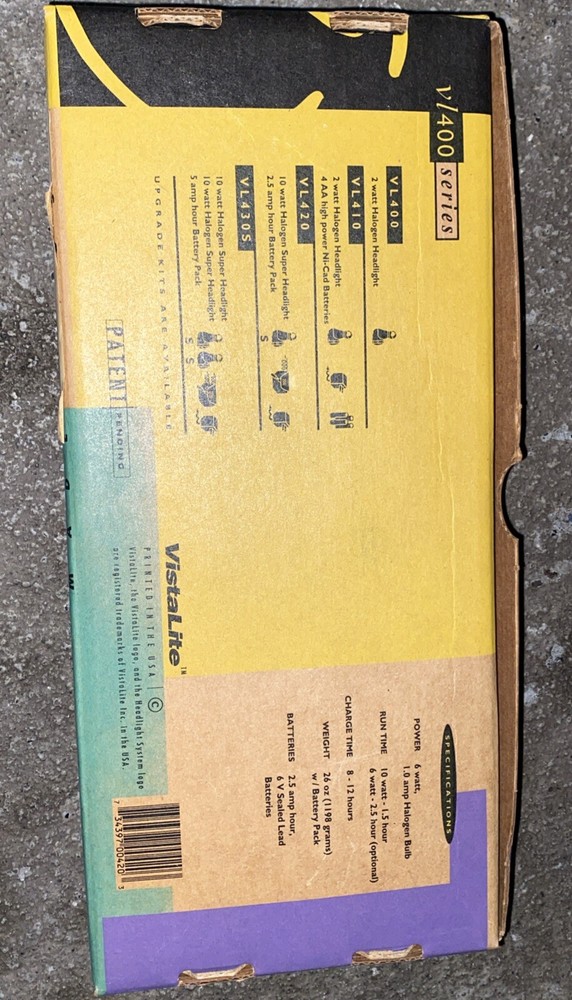 vl400 series
VL400
2 watt Halogen Headlight
VL410
2 watt Halogen Headlight
4 AA high power Ni-Cad Batteries
VL420
10 watt Halogen Super Headlight
2.5 amp hour Battery Pack
S
VL430S
10 watt Halogen Super Headlight
10 watt Halogen Super Headlight
5 amp hour Battery Pack
S S
UPGRADE KITS ARE AVAILABLE
PATENT PENDING
SPECIFICATIONS
POWER 6 watt,
1.0 amp Halogen Bulb
RUN TIME 10 watt - 1.5 hour
6 watt - 2.5 hour (optional)
CHARGE TIME 8 - 12 hours
WEIGHT 26 oz (1198 grams)
w/ Battery Pack
BATTERIES 2.5 amp hour,
6 V Sealed Lead
Batteries
VistaLite™
PRINTED IN THE USA ©
VistaLite, the VistaLite logo, and the Headlight System logo
are registered trademarks of VistaLite Inc. in the USA.
7 34397 00420 3